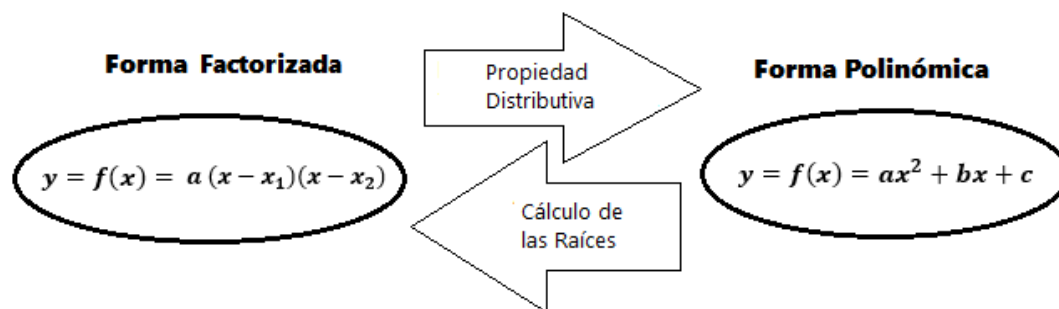 Forma Factorizada
y = f(x) = a (x − x₁)(x − x₂)
Propiedad
Distributiva
Cálculo de
las Raíces
Forma Polinómica
y = f(x) = ax² + bx + c